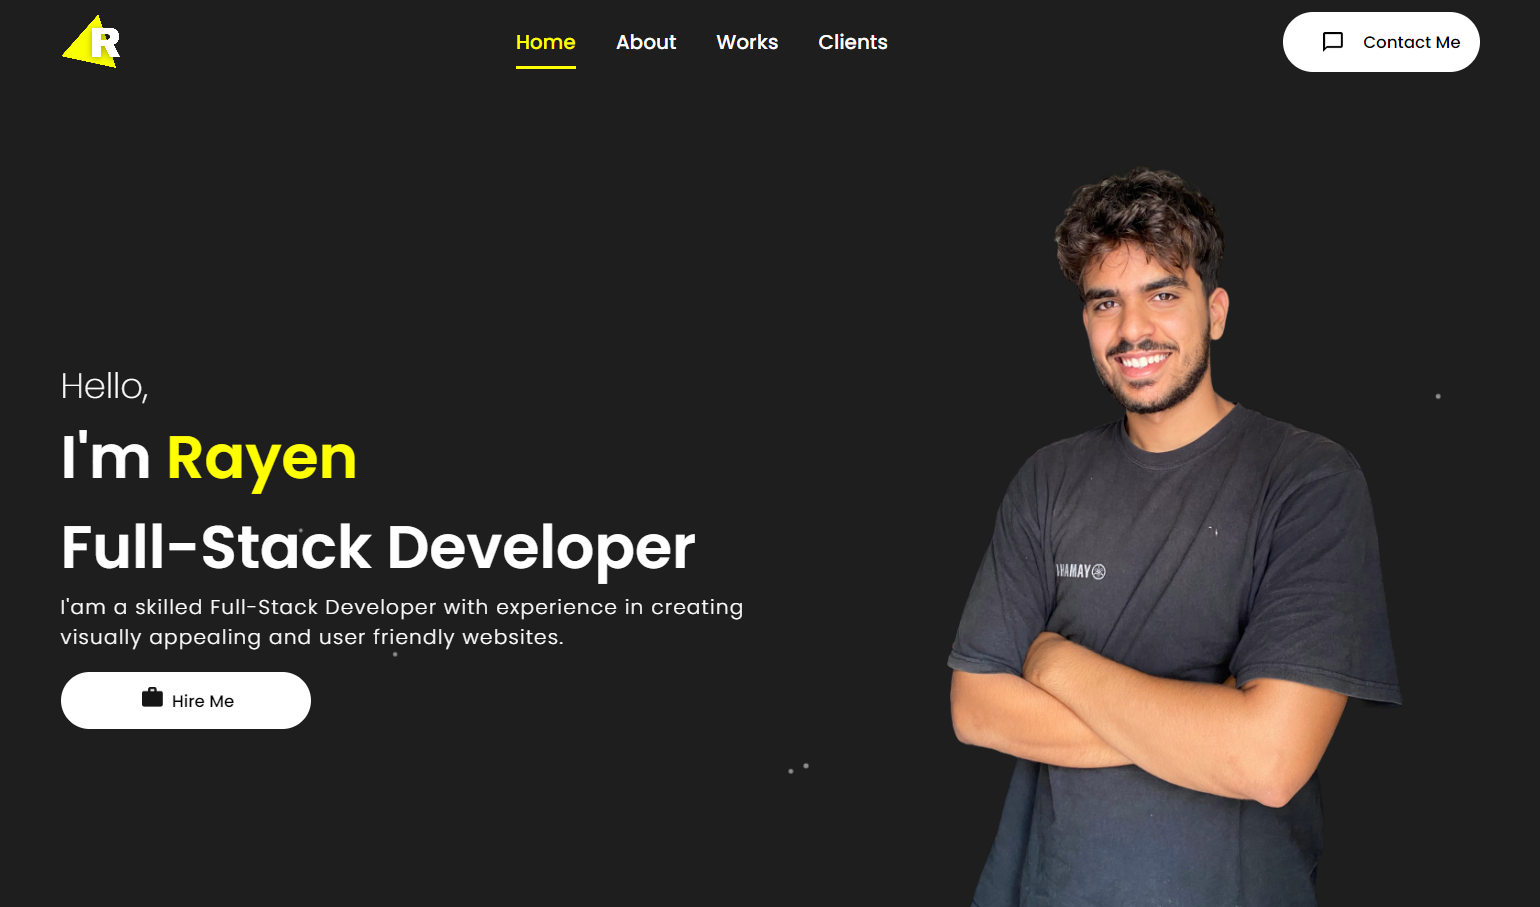 R
Home About Works Clients
Contact Me
Hello,
I'm Rayen
Full-Stack Developer
I'am a skilled Full-Stack Developer with experience in creating
visually appealing and user friendly websites.
Hire Me